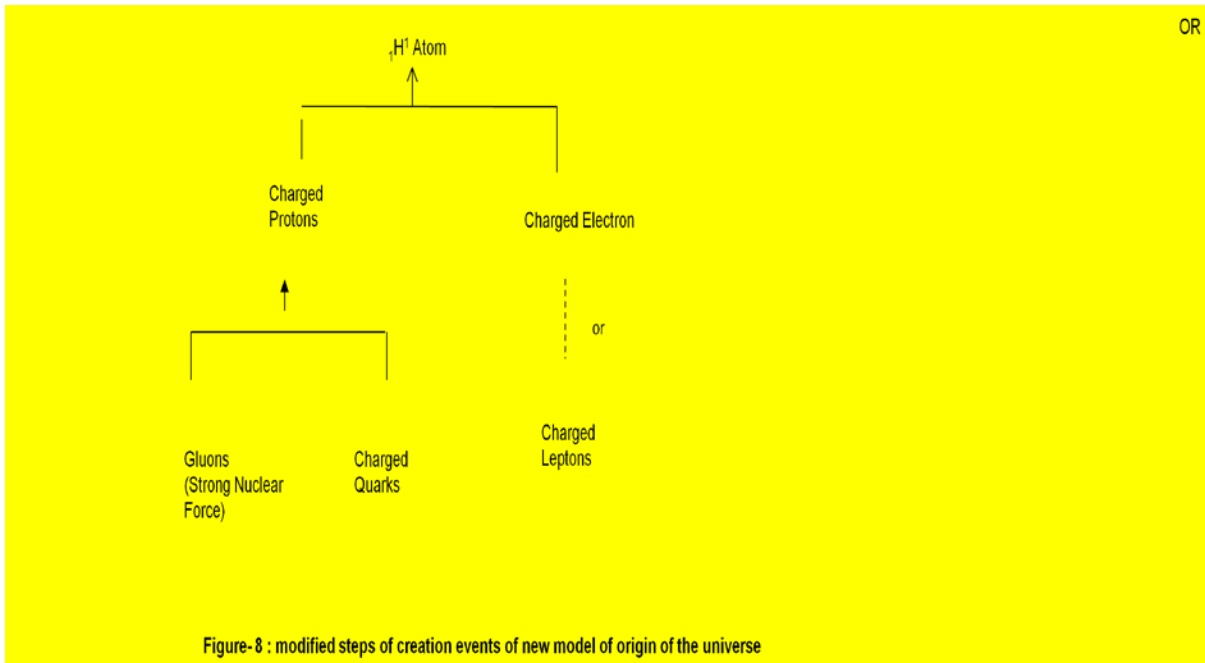 OR
₁H¹ Atom
Charged
Protons
Charged Electron
or
Charged
Leptons
Gluons
(Strong Nuclear
Force)
Charged
Quarks
Figure- 8 : modified steps of creation events of new model of origin of the universe